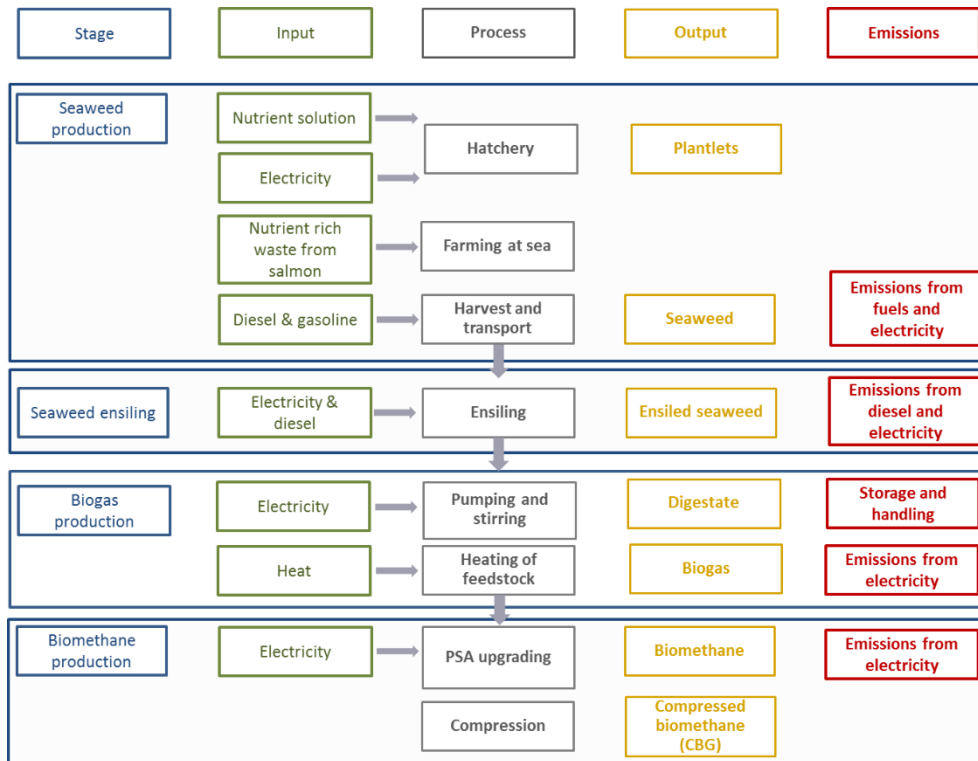 Stage
Input
Process
Output
Emissions
Seaweed
production
Nutrient solution
Hatchery
Plantlets
Electricity
Nutrient rich
waste from
salmon
Farming at sea
Diesel & gasoline
Harvest and
transport
Seaweed
Emissions from
fuels and
electricity
Seaweed ensiling
Electricity &
diesel
Ensiling
Ensiled seaweed
Emissions from
diesel and
electricity
Biogas
production
Electricity
Pumping and
stirring
Digestate
Storage and
handling
Heat
Heating of
feedstock
Biogas
Emissions from
electricity
Biomethane
production
Electricity
PSA upgrading
Biomethane
Emissions from
electricity
Compression
Compressed
biomethane
(CBG)